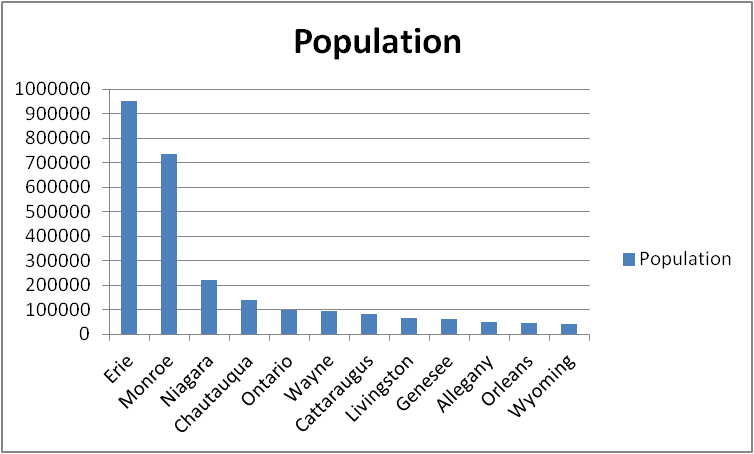 Population
1000000
900000
800000
700000
600000
500000
400000
300000
200000
100000
0
Erie
Monroe
Niagara
Chautauqua
Ontario
Wayne
Cattaraugus
Livingston
Genesee
Allegany
Orleans
Wyoming
Population